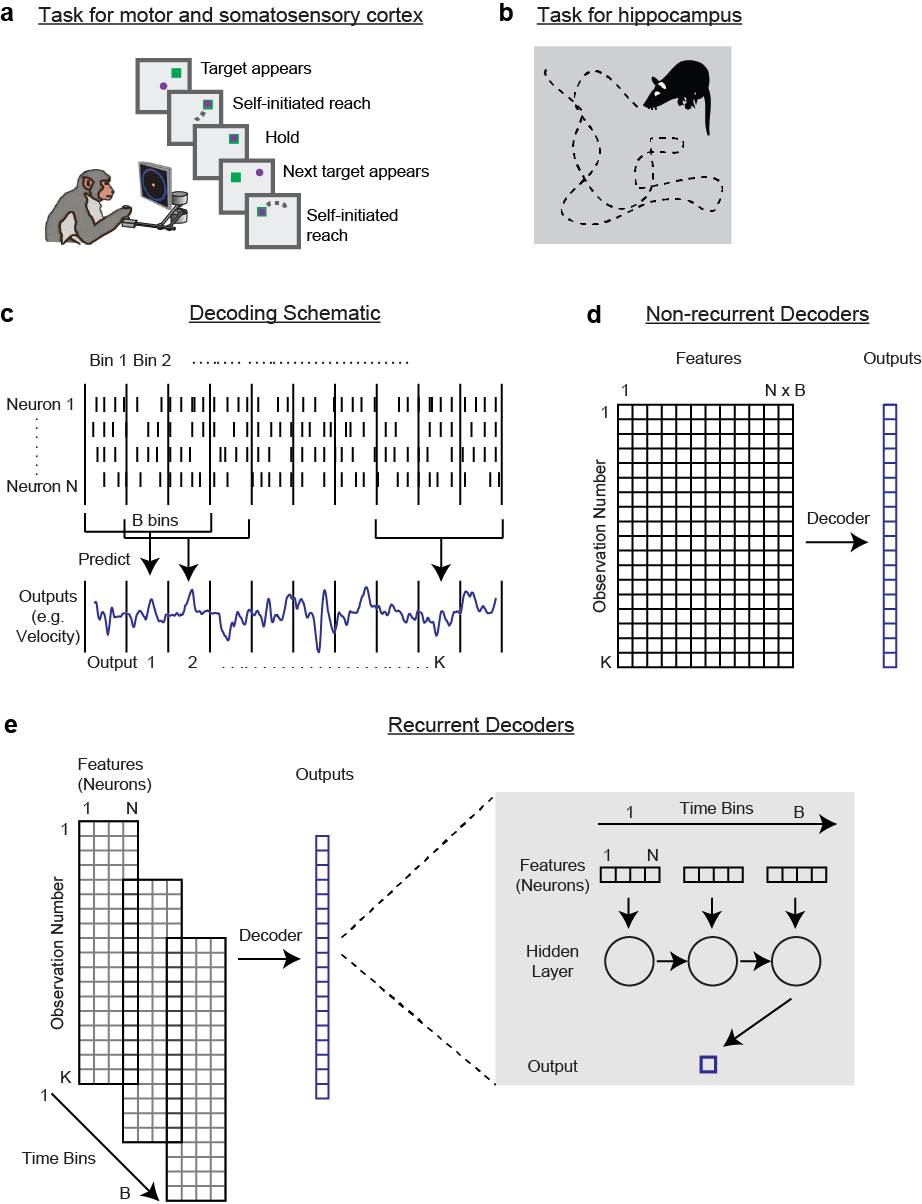 a Task for motor and somatosensory cortex
Target appears
Self-initiated reach
Hold
Next target appears
Self-initiated
reach
b Task for hippocampus
c Decoding Schematic
Bin 1 Bin 2
Neuron 1
Neuron N
B bins
Predict
Outputs
(e.g.
Velocity)
Output 1 2 K
d Non-recurrent Decoders
Features
Outputs
1 N x B
1
Observation Number
K
Decoder
e Recurrent Decoders
Features
(Neurons)
1 N
1
Observation Number
K
1
Time Bins
B
Outputs
Decoder
Time Bins
1 B
1 N
Features
(Neurons)
Hidden
Layer
Output